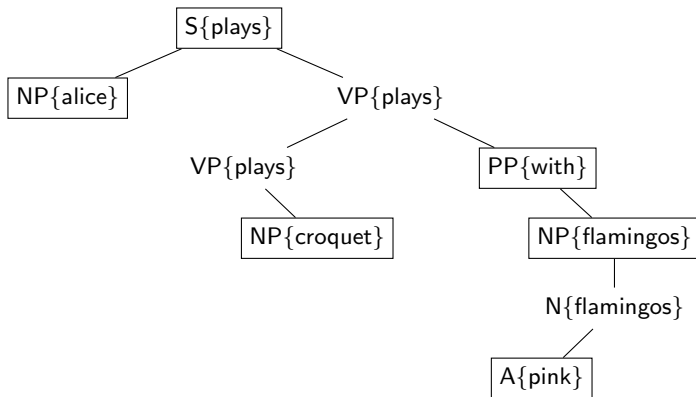 S{plays}
NP{alice} VP{plays}
VP{plays} PP{with}
NP{croquet} NP{flamingos}
N{flamingos}
A{pink}